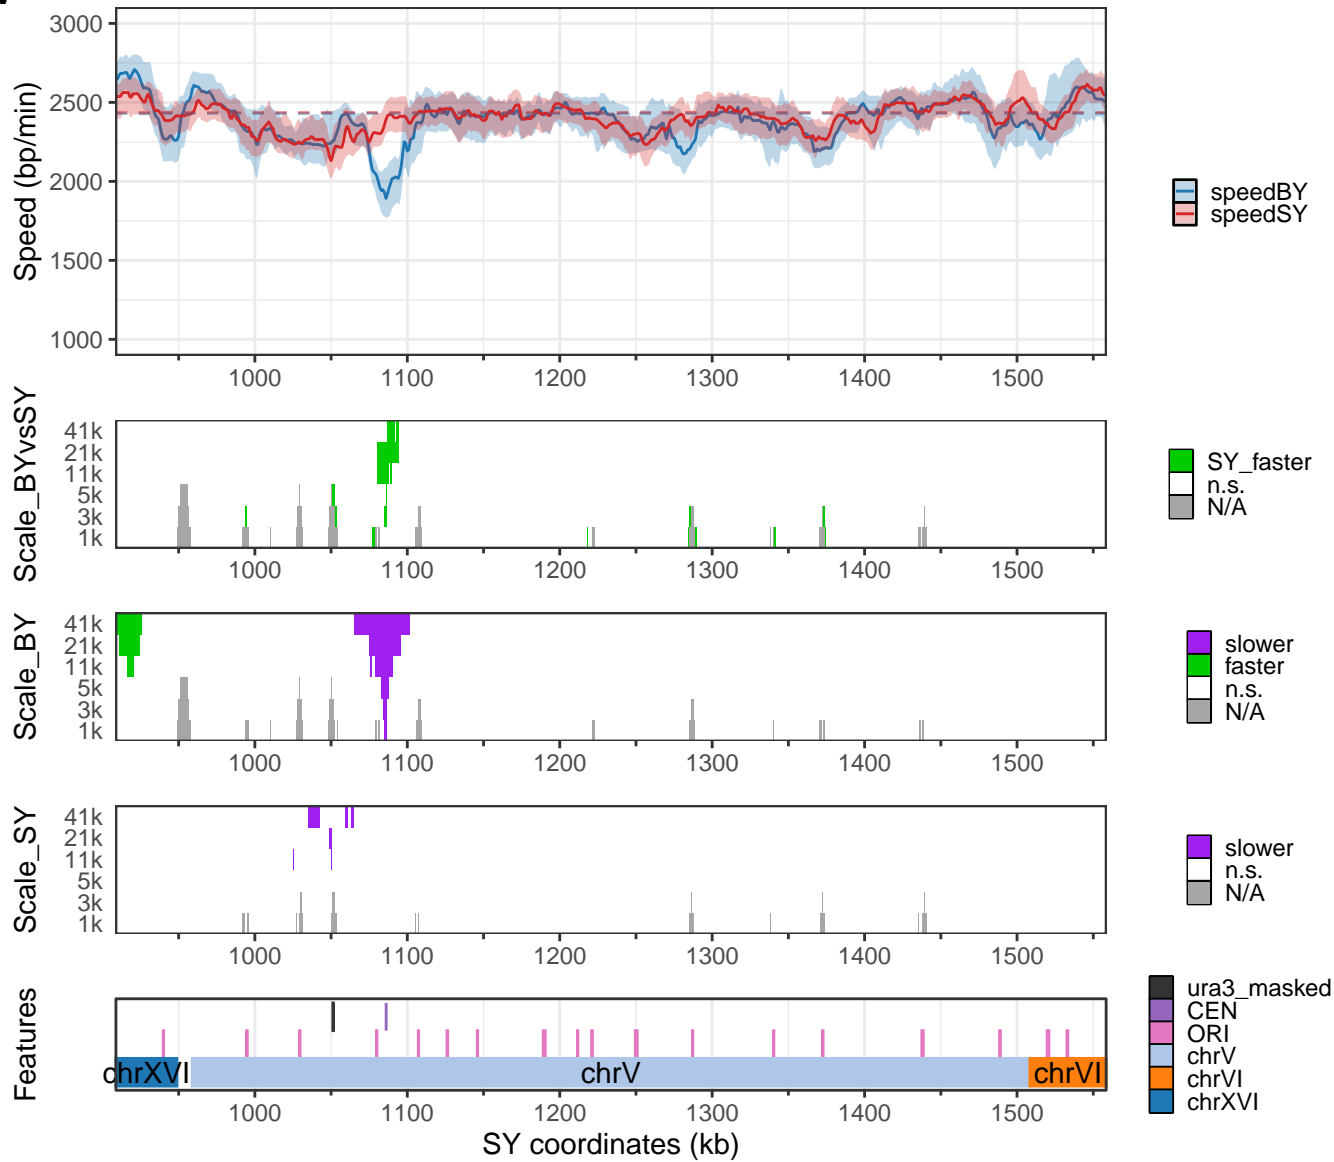 3000
2500
2000
1500
1000
Speed (bp/min)
1000 1100 1200 1300 1400 1500
speedBY
speedSY
Scale_BYvsSY
41k
21k
11k
5k
3k
1k
1000 1100 1200 1300 1400 1500
SY_faster
n.s.
N/A
Scale_BY
41k
21k
11k
5k
3k
1k
1000 1100 1200 1300 1400 1500
slower
faster
n.s.
N/A
Scale_SY
41k
21k
11k
5k
3k
1k
1000 1100 1200 1300 1400 1500
slower
n.s.
N/A
Features
chrXVI chrV chrVI
1000 1100 1200 1300 1400 1500
SY coordinates (kb)
ura3_masked
CEN
ORI
chrV
chrVI
chrXVI